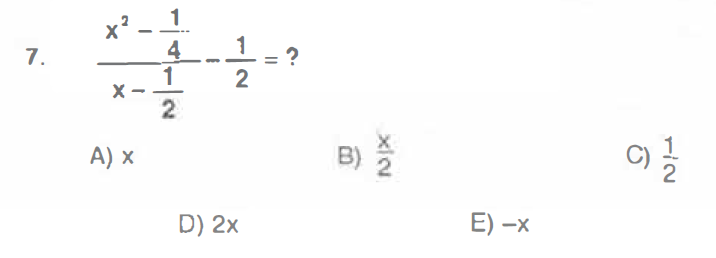 7. (x² - 1/4) / (x - 1/2) - 1/2 = ?
A) x B) x/2 C) 1/2
D) 2x E) -x